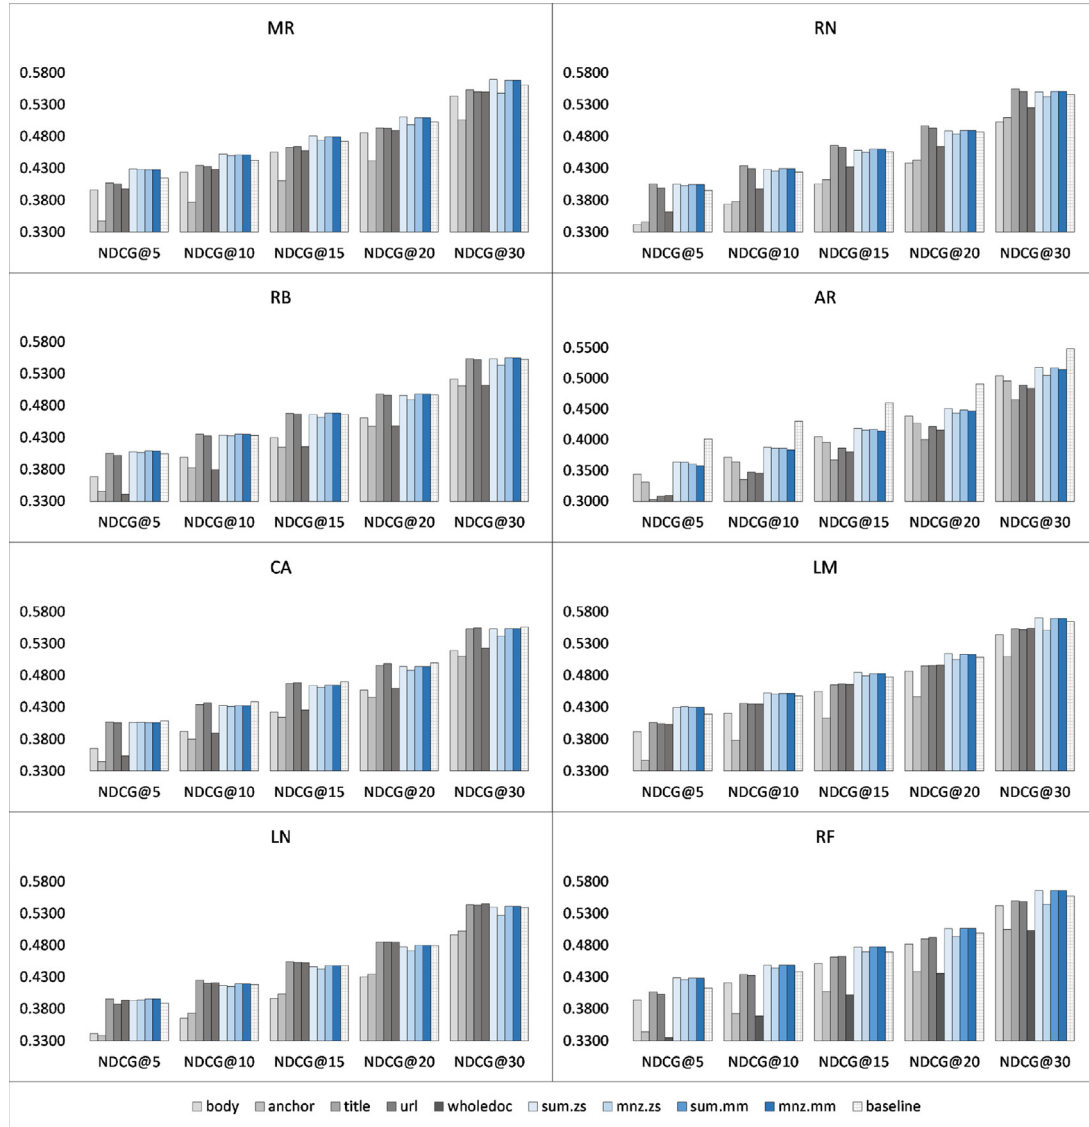 MR
0.5800
0.5300
0.4800
0.4300
0.3800
0.3300
NDCG@5 NDCG@10 NDCG@15 NDCG@20 NDCG@30
RN
0.5800
0.5300
0.4800
0.4300
0.3800
0.3300
NDCG@5 NDCG@10 NDCG@15 NDCG@20 NDCG@30
RB
0.5800
0.5300
0.4800
0.4300
0.3800
0.3300
NDCG@5 NDCG@10 NDCG@15 NDCG@20 NDCG@30
AR
0.5500
0.5000
0.4500
0.4000
0.3500
0.3000
NDCG@5 NDCG@10 NDCG@15 NDCG@20 NDCG@30
CA
0.5800
0.5300
0.4800
0.4300
0.3800
0.3300
NDCG@5 NDCG@10 NDCG@15 NDCG@20 NDCG@30
LM
0.5800
0.5300
0.4800
0.4300
0.3800
0.3300
NDCG@5 NDCG@10 NDCG@15 NDCG@20 NDCG@30
LN
0.5800
0.5300
0.4800
0.4300
0.3800
0.3300
NDCG@5 NDCG@10 NDCG@15 NDCG@20 NDCG@30
RF
0.5800
0.5300
0.4800
0.4300
0.3800
0.3300
NDCG@5 NDCG@10 NDCG@15 NDCG@20 NDCG@30
body anchor title url wholedoc sum.zs mnz.zs sum.mm mnz.mm baseline